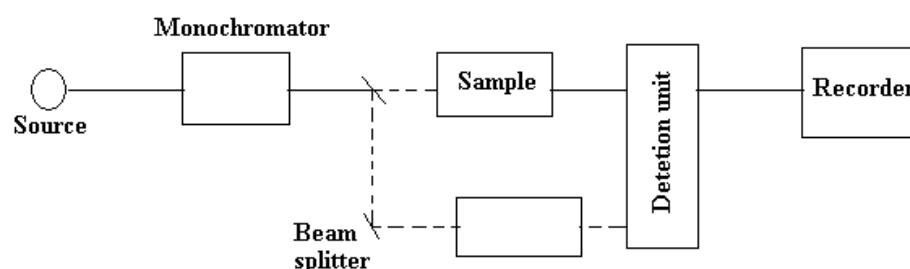 Monochromator
Source
Sample
Detetion unit
Recorder
Beam
splitter